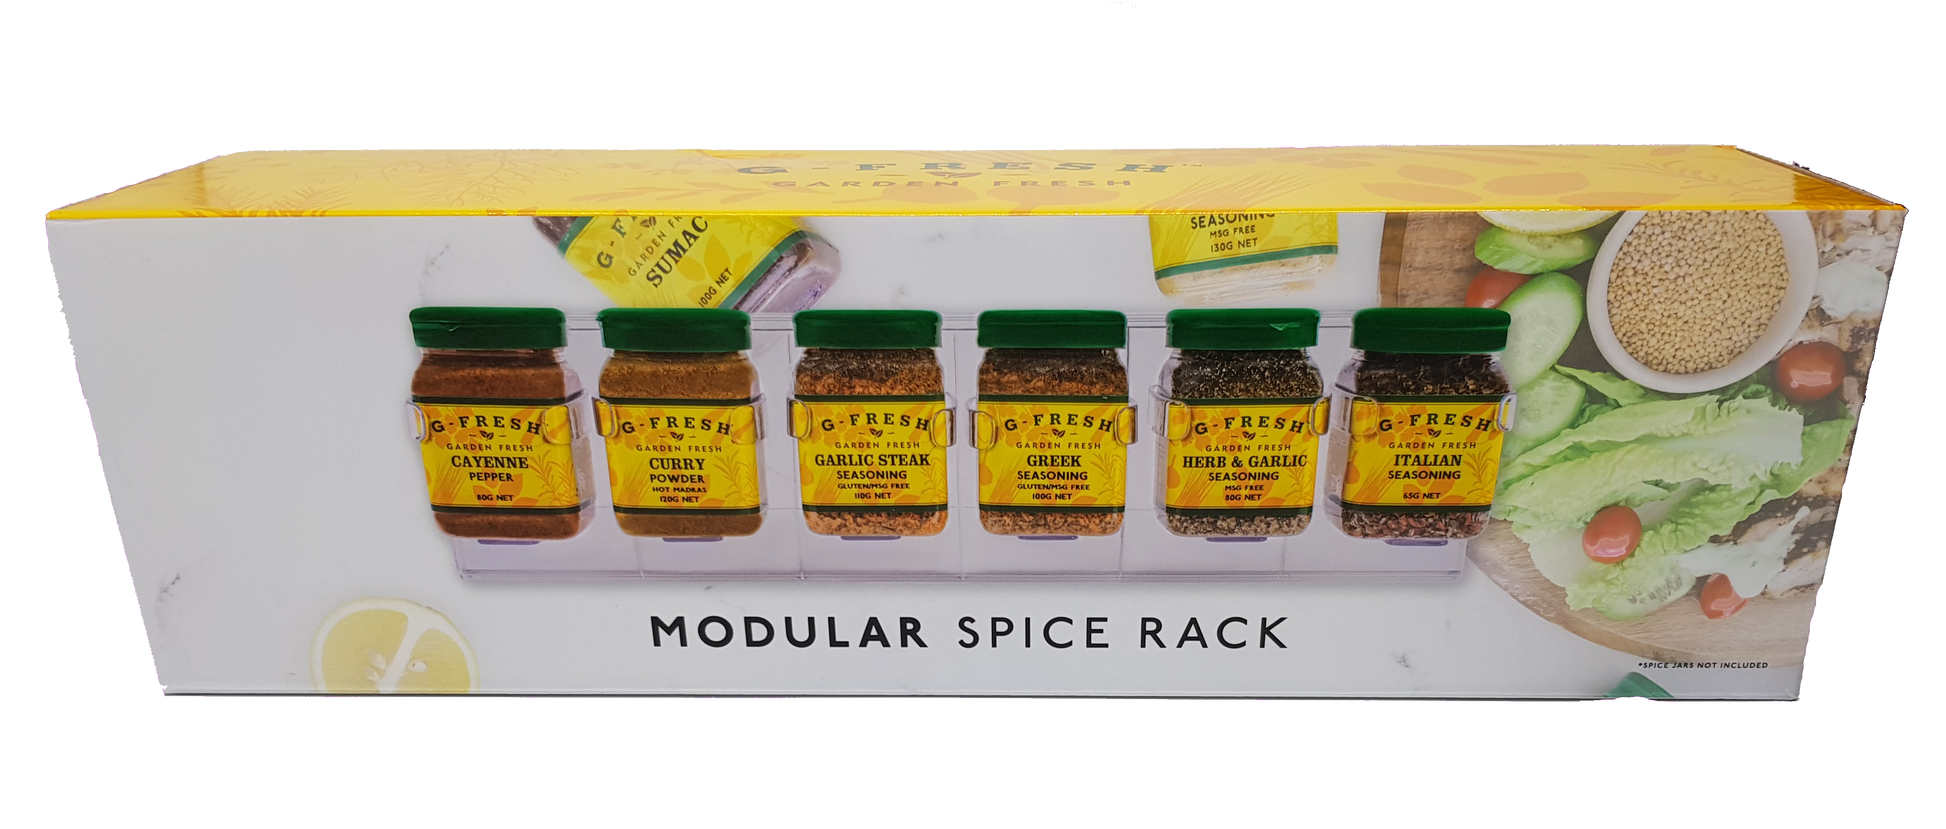 G-FRESH™
GARDEN FRESH
G-F
GARDEN FR
SUMAC
100G NET
SEASONING
MSG FREE
130G NET
G-FRESH
GARDEN FRESH
CAYENNE
PEPPER
80G NET
G-FRESH
GARDEN FRESH
CURRY
POWDER
HOT MADRAS
120G NET
G-FRESH
GARDEN FRESH
GARLIC STEAK
SEASONING
GLUTEN/MSG FREE
110G NET
G-FRESH
GARDEN FRESH
GREEK
SEASONING
GLUTEN/MSG FREE
100G NET
G-FRESH
GARDEN FRESH
HERB & GARLIC
SEASONING
MSG FREE
80G NET
G-FRESH
GARDEN FRESH
ITALIAN
SEASONING
65G NET
MODULAR SPICE RACK
*SPICE JARS NOT INCLUDED